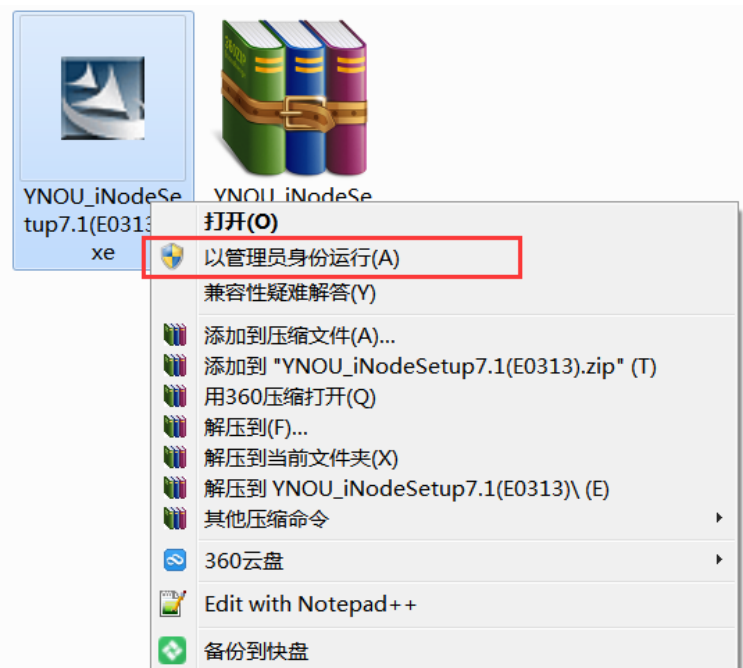 YNOU_iNodeSe
tup7.1(E0313
xe
YNOU_iNodeSe
打开(O)
以管理员身份运行(A)
兼容性疑难解答(Y)
添加到压缩文件(A)...
添加到 "YNOU_iNodeSetup7.1(E0313).zip" (T)
用360压缩打开(Q)
解压到(F)...
解压到当前文件夹(X)
解压到 YNOU_iNodeSetup7.1(E0313)\ (E)
其他压缩命令
360云盘
Edit with Notepad++
备份到快盘